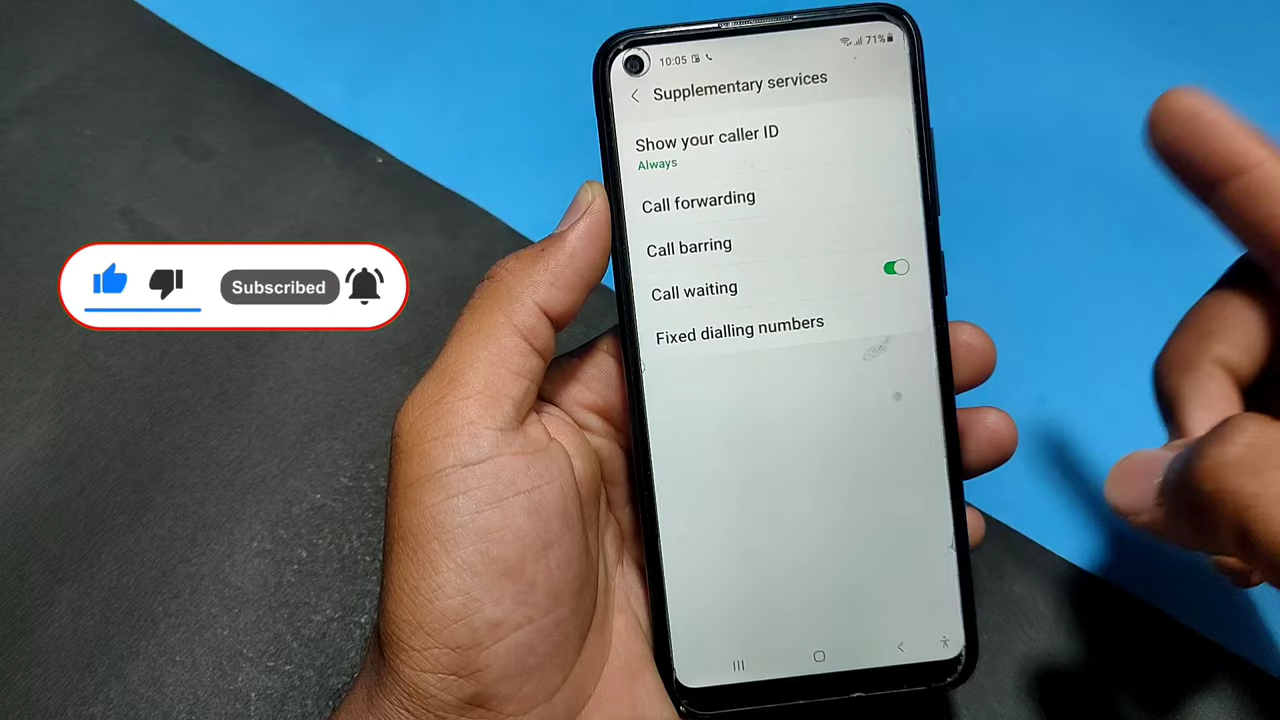 10:05
71%
Supplementary services
Show your caller ID
Always
Call forwarding
Call barring
Call waiting
Fixed dialling numbers
Subscribed